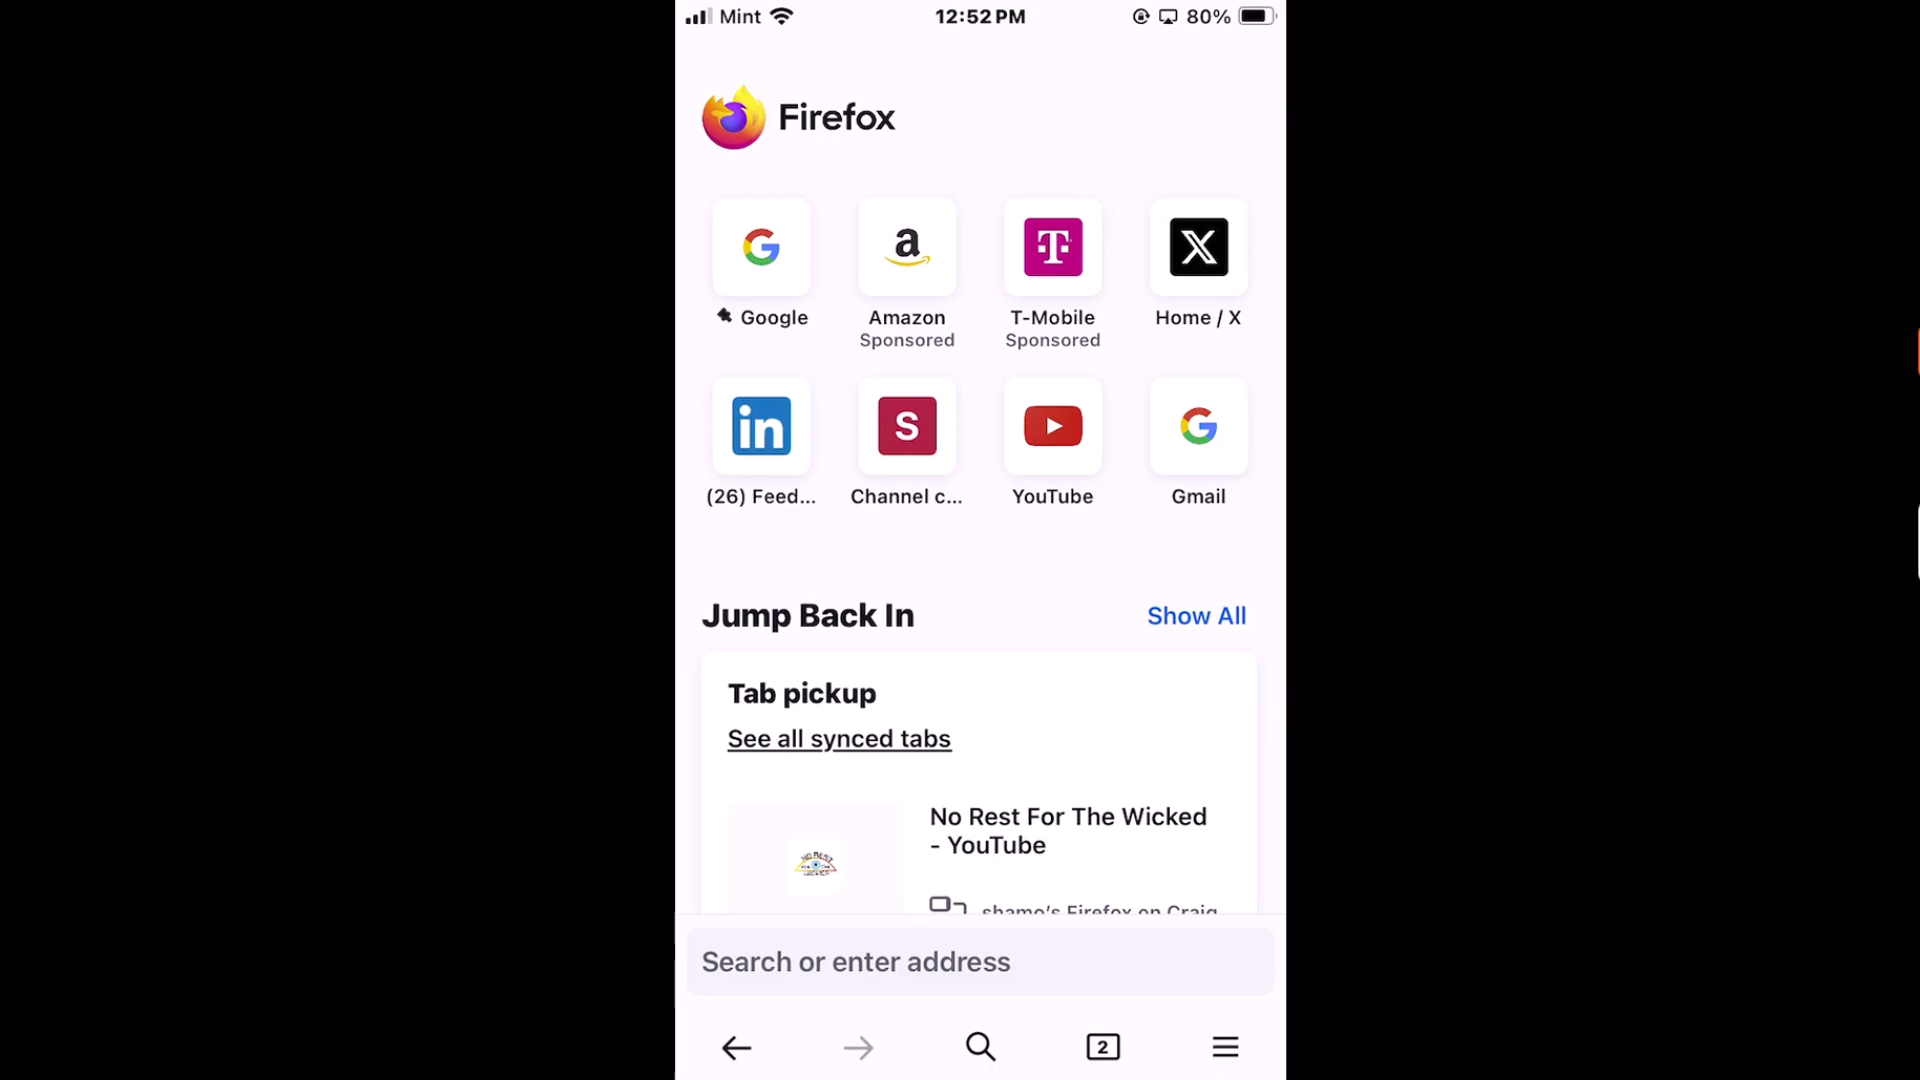 Mint 12:52 PM 80%
Firefox
G a T X
Google Amazon T-Mobile Home / X
Sponsored Sponsored
in S G
(26) Feed... Channel c... YouTube Gmail
Jump Back In Show All
Tab pickup
See all synced tabs
No Rest For The Wicked
- YouTube
shamo's Firefox on Craig
Search or enter address
2